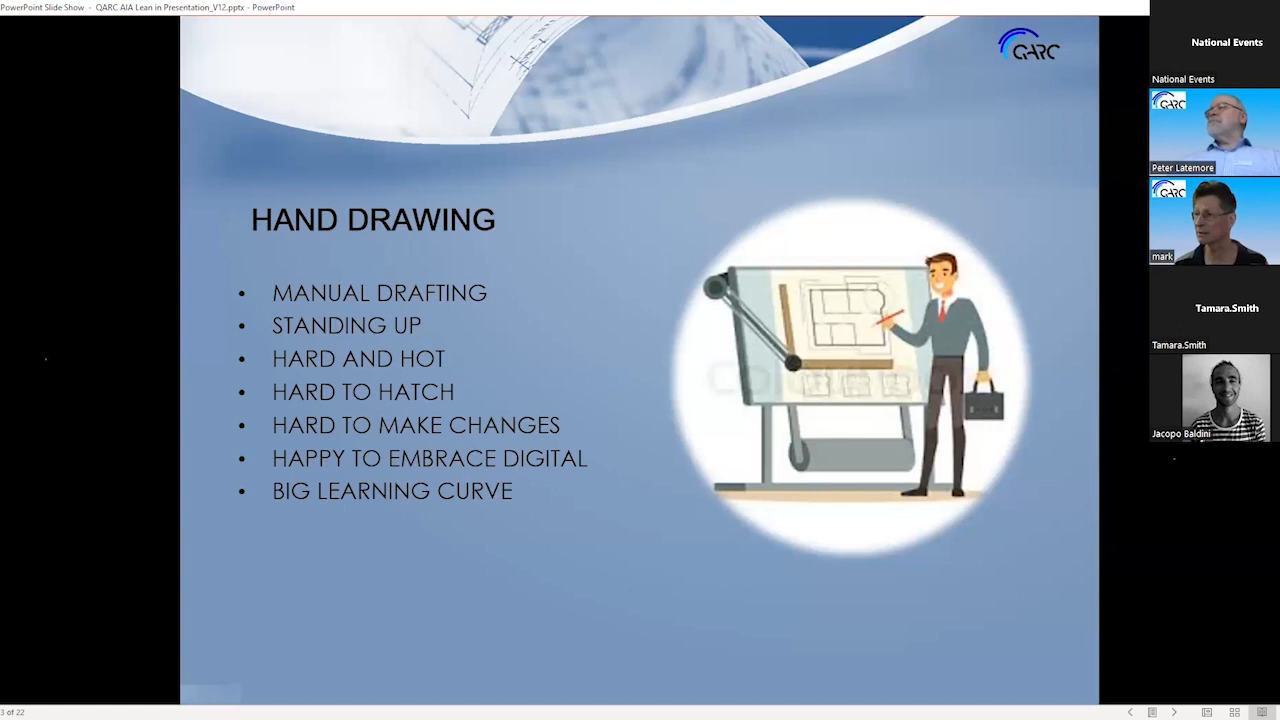 PowerPoint Slide Show - QARC AIA Lean in Presentation_V12.pptx - PowerPoint
QARC
HAND DRAWING
• MANUAL DRAFTING
• STANDING UP
• HARD AND HOT
• HARD TO HATCH
• HARD TO MAKE CHANGES
• HAPPY TO EMBRACE DIGITAL
• BIG LEARNING CURVE
National Events
National Events
QARC
Peter Latemore
QARC
mark
Tamara.Smith
Tamara.Smith
Jacopo Baldini
3 of 22